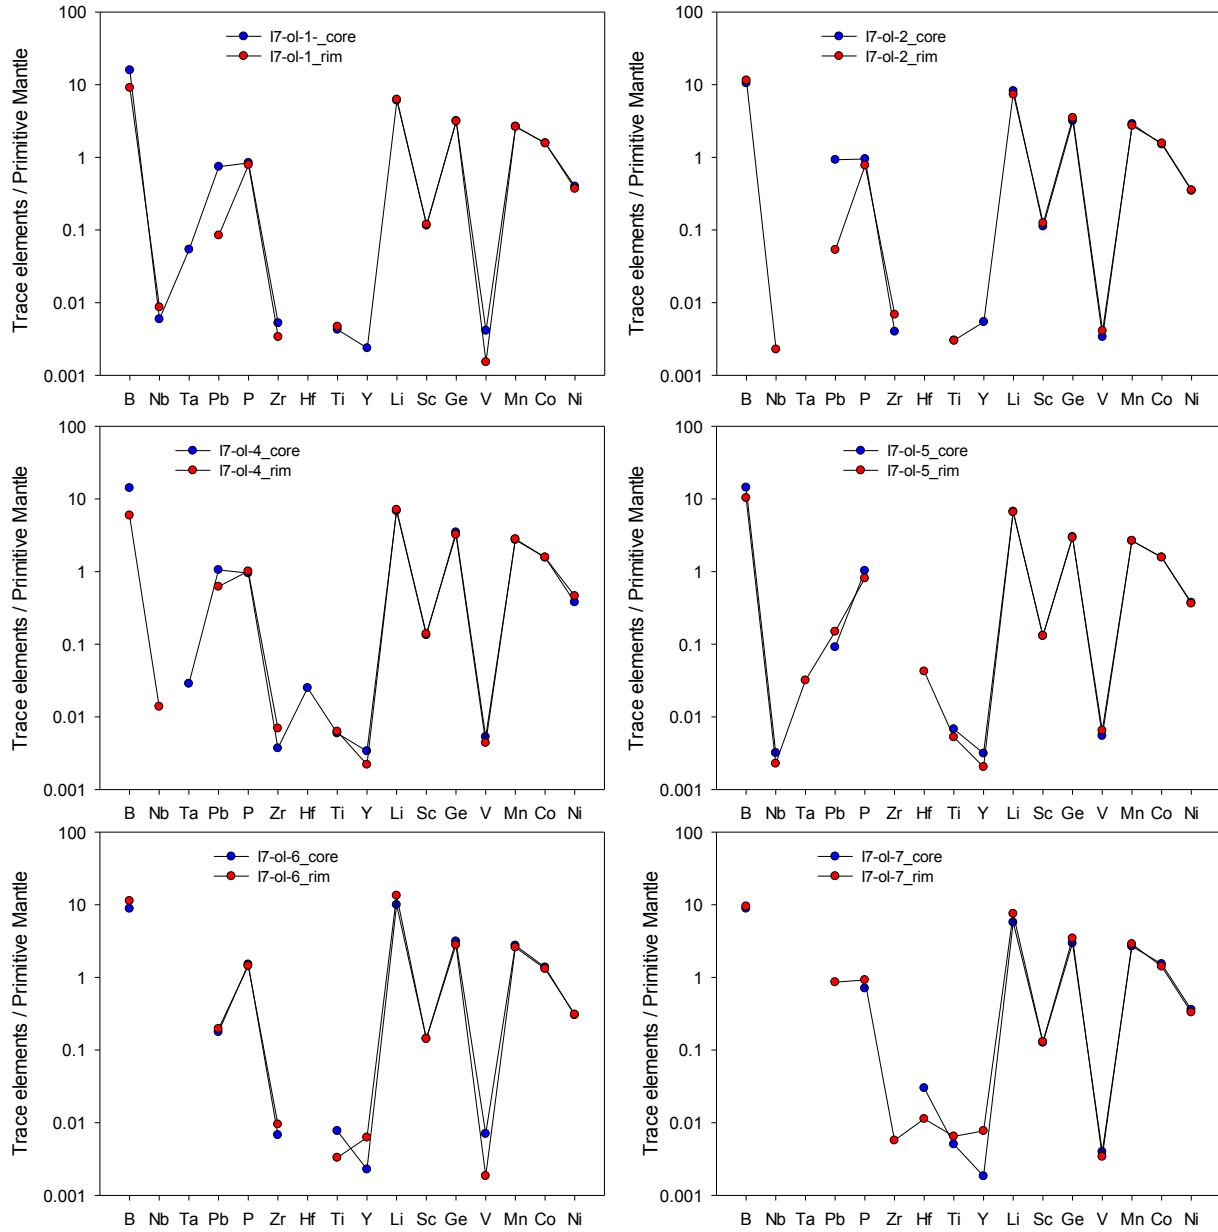 Trace elements / Primitive Mantle
100
10
1
0.1
0.01
0.001
l7-ol-1-_core
l7-ol-1_rim
B Nb Ta Pb P Zr Hf Ti Y Li Sc Ge V Mn Co Ni
Trace elements / Primitive Mantle
100
10
1
0.1
0.01
0.001
l7-ol-2_core
l7-ol-2_rim
B Nb Ta Pb P Zr Hf Ti Y Li Sc Ge V Mn Co Ni
Trace elements / Primitive Mantle
100
10
1
0.1
0.01
0.001
l7-ol-4_core
l7-ol-4_rim
B Nb Ta Pb P Zr Hf Ti Y Li Sc Ge V Mn Co Ni
Trace elements / Primitive Mantle
100
10
1
0.1
0.01
0.001
l7-ol-5_core
l7-ol-5_rim
B Nb Ta Pb P Zr Hf Ti Y Li Sc Ge V Mn Co Ni
Trace elements / Primitive Mantle
100
10
1
0.1
0.01
0.001
l7-ol-6_core
l7-ol-6_rim
B Nb Ta Pb P Zr Hf Ti Y Li Sc Ge V Mn Co Ni
Trace elements / Primitive Mantle
100
10
1
0.1
0.01
0.001
l7-ol-7_core
l7-ol-7_rim
B Nb Ta Pb P Zr Hf Ti Y Li Sc Ge V Mn Co Ni